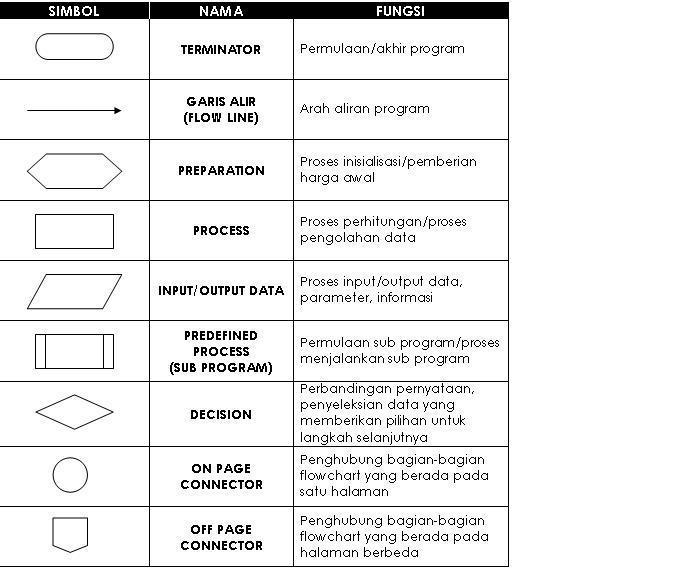 SIMBOL NAMA FUNGSI
TERMINATOR
Permulaan/akhir program
GARIS ALIR
(FLOW LINE)
Arah aliran program
PREPARATION
Proses inisialisasi/pemberian
harga awal
PROCESS
Proses perhitungan/proses
pengolahan data
INPUT/OUTPUT DATA
Proses input/output data,
parameter, informasi
PREDEFINED
PROCESS
(SUB PROGRAM)
Permulaan sub program/proses
menjalankan sub program
DECISION
Perbandingan pernyataan,
penyeleksian data yang
memberikan pilihan untuk
langkah selanjutnya
ON PAGE
CONNECTOR
Penghubung bagian-bagian
flowchart yang berada pada
satu halaman
OFF PAGE
CONNECTOR
Penghubung bagian-bagian
flowchart yang berada pada
halaman berbeda